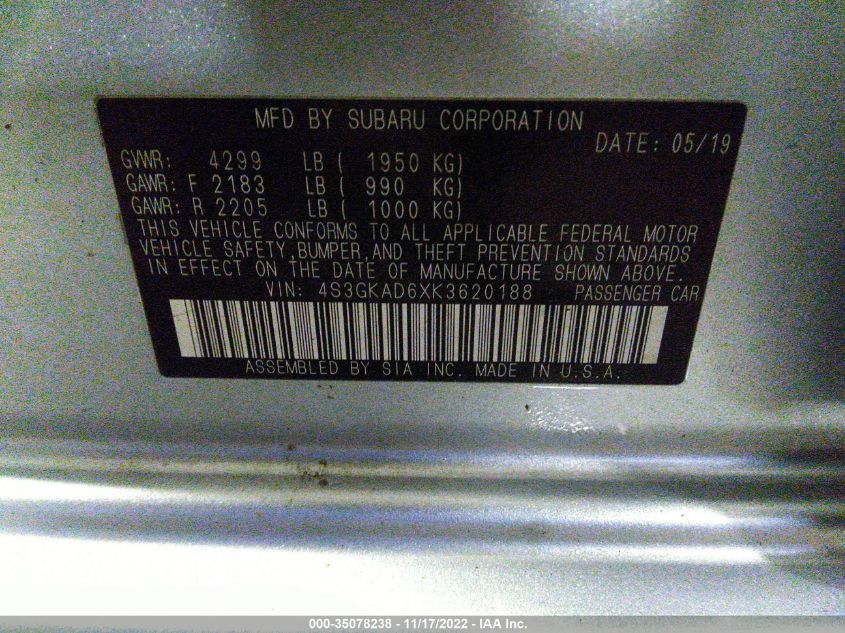 MFD BY SUBARU CORPORATION
DATE: 05/19
GVWR: 4299 LB ( 1950 KG)
GAWR: F 2183 LB ( 990 KG)
GAWR: R 2205 LB ( 1000 KG)
THIS VEHICLE CONFORMS TO ALL APPLICABLE FEDERAL MOTOR
VEHICLE SAFETY,BUMPER,AND THEFT PREVENTION STANDARDS
IN EFFECT ON THE DATE OF MANUFACTURE SHOWN ABOVE.
VIN: 4S3GKAD6XK3620188 PASSENGER CAR
ASSEMBLED BY SIA INC. MADE IN U.S.A.
000-35078238 - 11/17/2022 - IAA Inc.